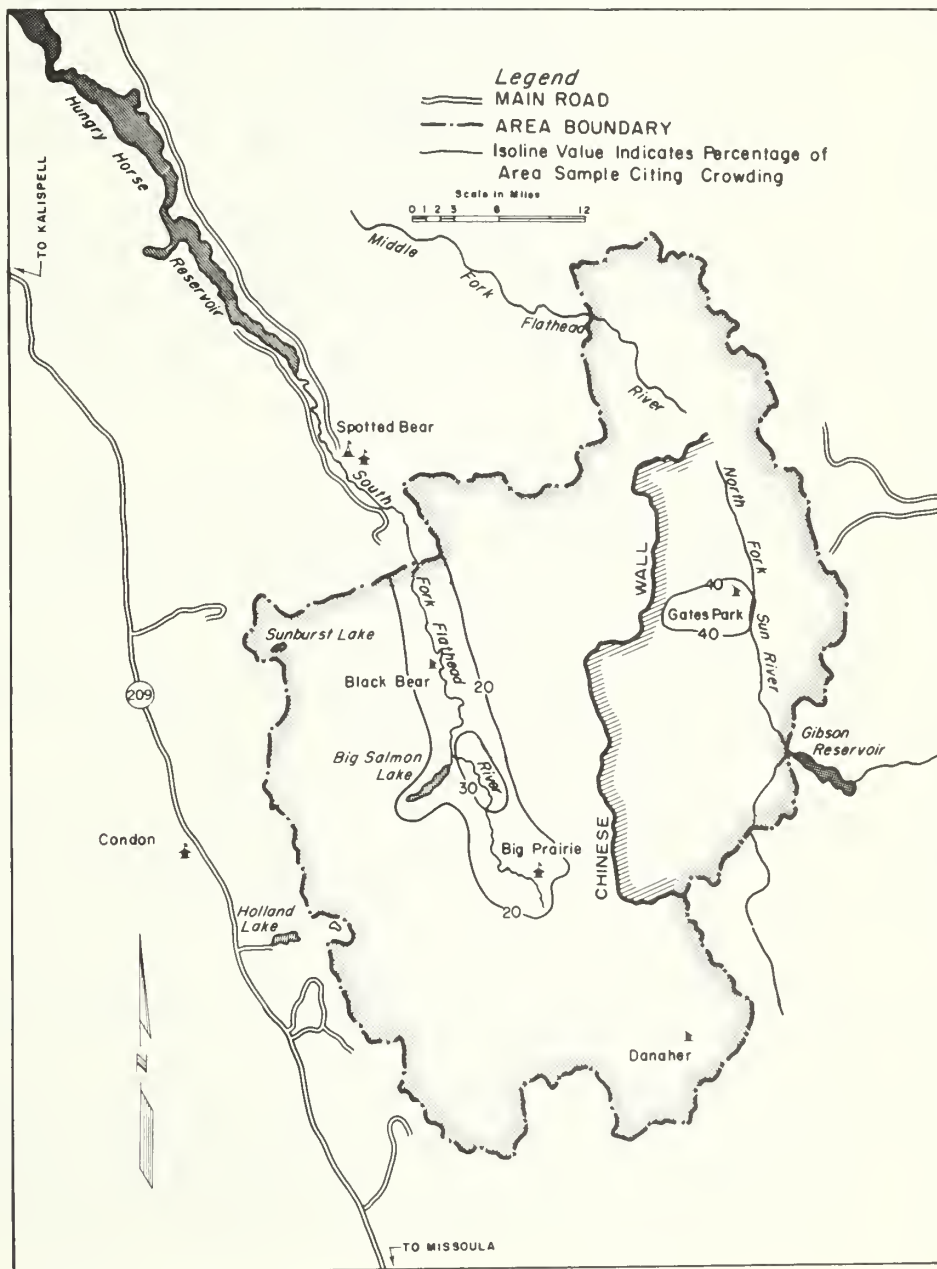 Legend
MAIN ROAD
AREA BOUNDARY
Isoline Value Indicates Percentage of
Area Sample Citing Crowding
Scale in Miles
0 1 2 3 6 12
Hungry Horse
Reservoir
TO KALISPELL
Middle
Fork
Flathead
River
Spotted Bear
South
Fork
Flathead
River
North
Fork
Sun River
WALL
CHINESE
40
Gates Park
40
Sunburst Lake
Black Bear
20
209
Big Salmon
Lake
30
Gibson
Reservoir
Condon
Big Prairie
20
Holland
Lake
N
Danaher
TO MISSOULA